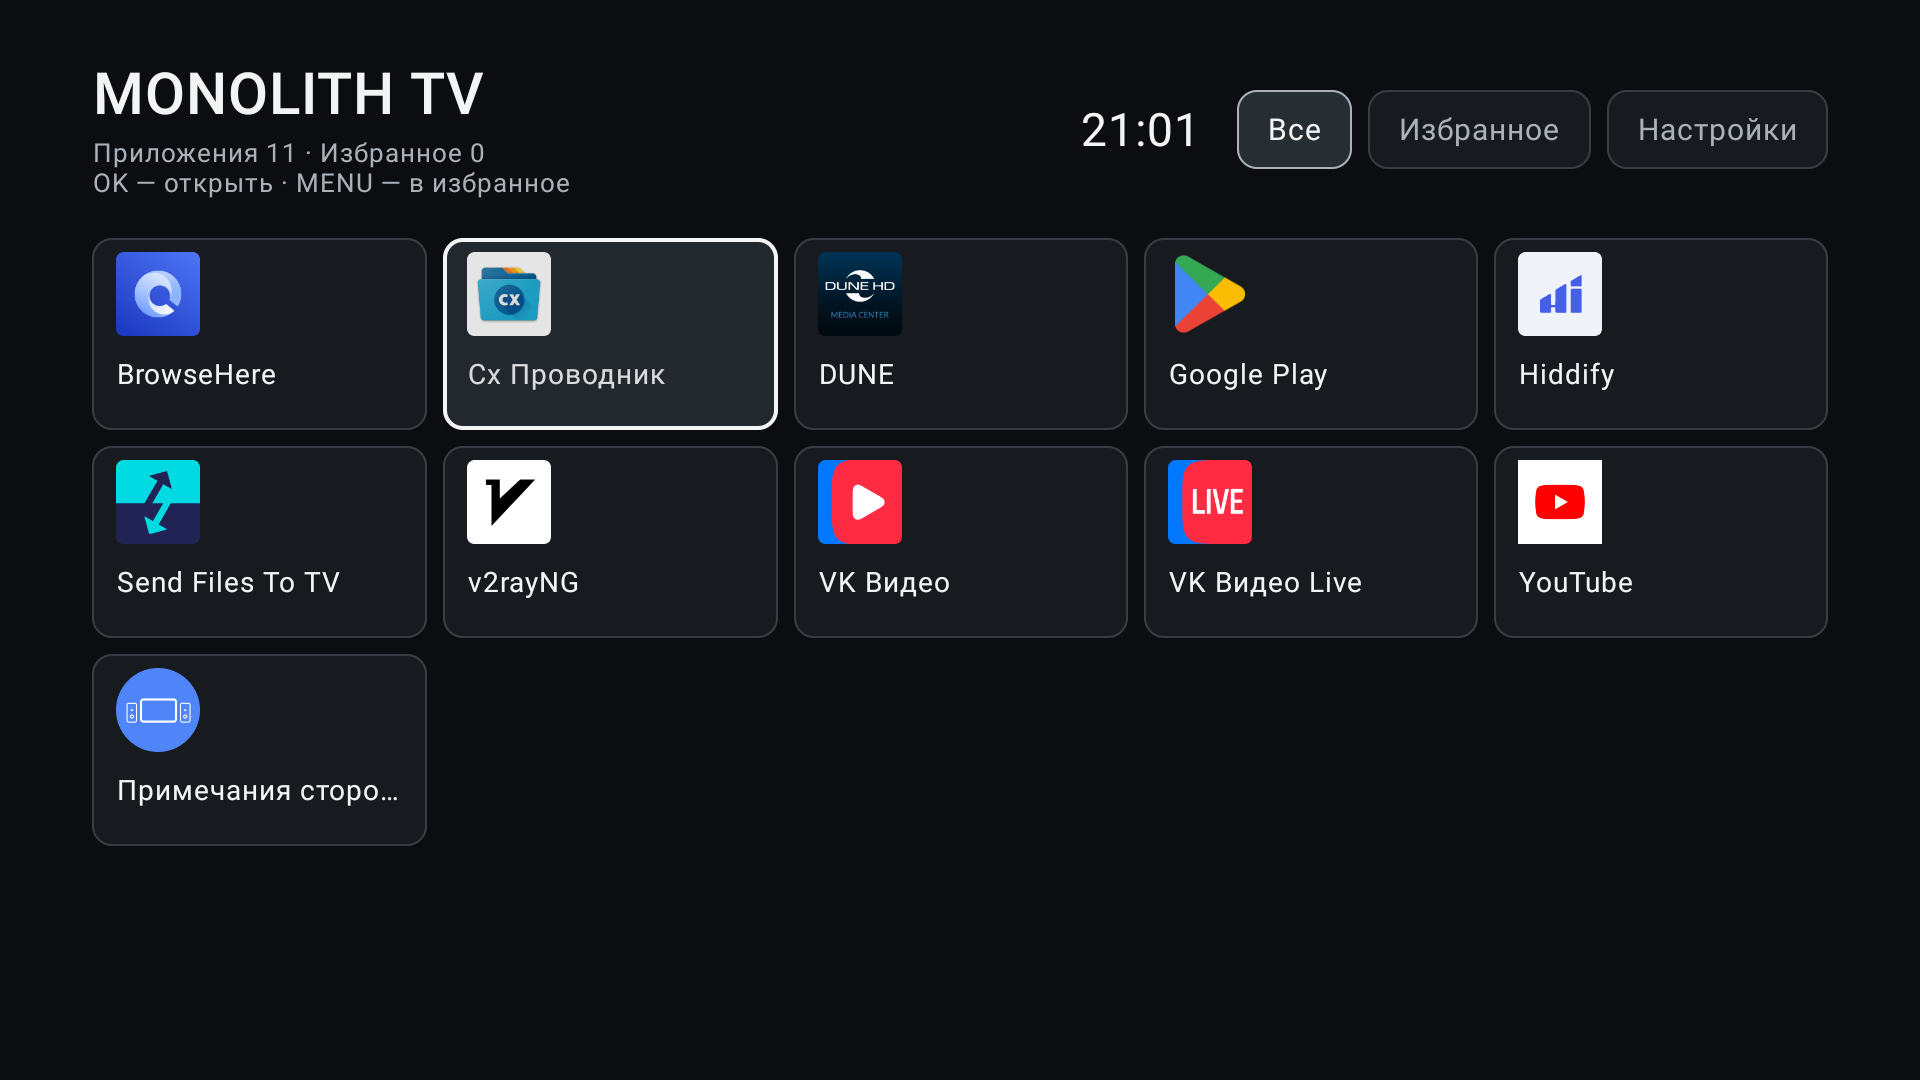 MONOLITH TV
Приложения 11 · Избранное 0
OK — открыть · MENU — в избранное
21:01
Все
Избранное
Настройки
BrowseHere
CX
Cx Проводник
DUNE HD
MEDIA CENTER
DUNE
Google Play
Hiddify
Send Files To TV
v2rayNG
VK Видео
LIVE
VK Видео Live
YouTube
Примечания сторо…